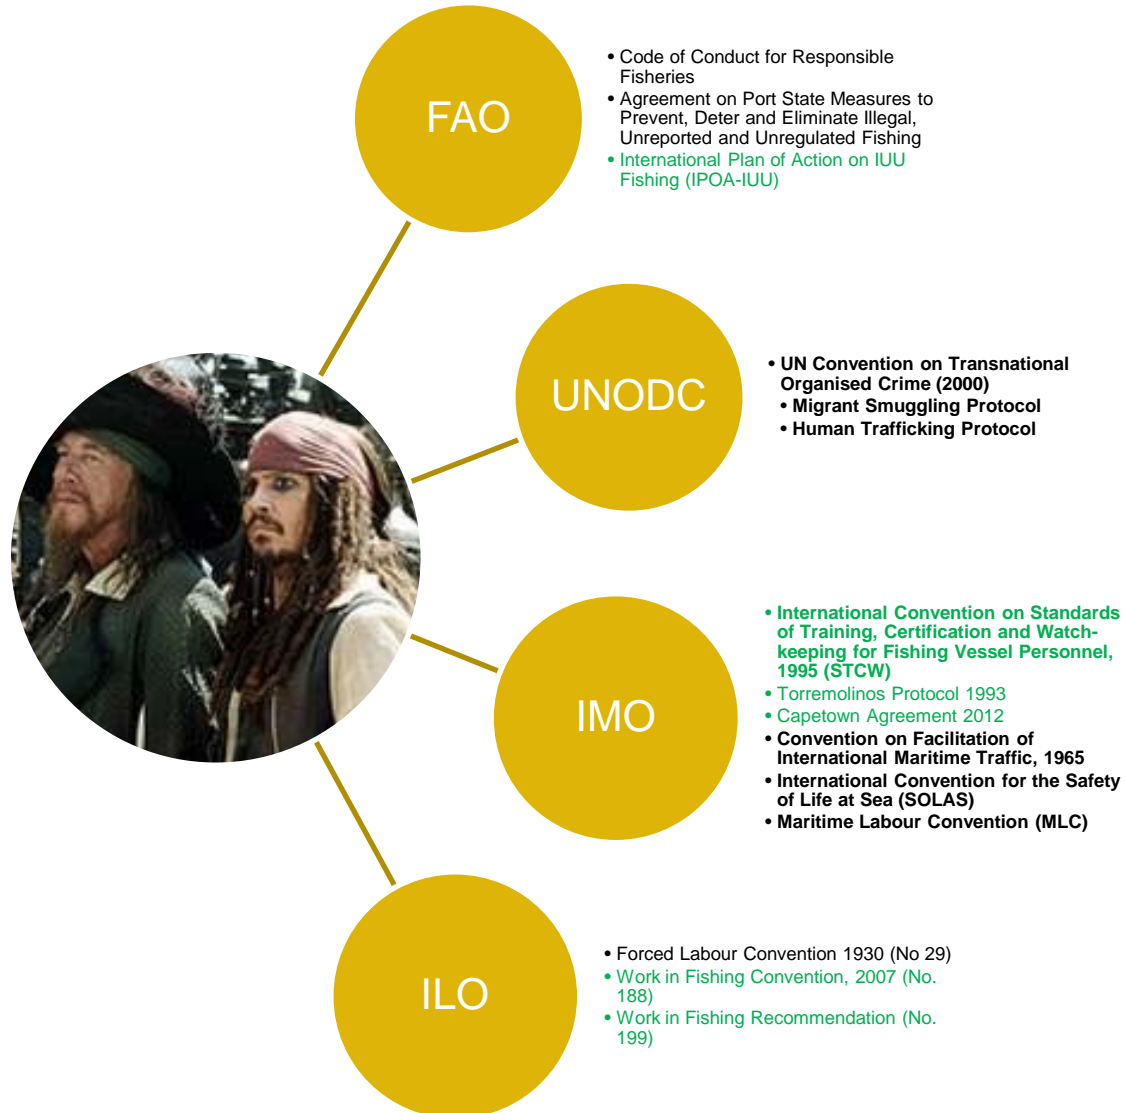 FAO
• Code of Conduct for Responsible
Fisheries
• Agreement on Port State Measures to
Prevent, Deter and Eliminate Illegal,
Unreported and Unregulated Fishing
• International Plan of Action on IUU
Fishing (IPOA-IUU)
UNODC
• UN Convention on Transnational
Organised Crime (2000)
• Migrant Smuggling Protocol
• Human Trafficking Protocol
IMO
• International Convention on Standards
of Training, Certification and Watch-
keeping for Fishing Vessel Personnel,
1995 (STCW)
• Torremolinos Protocol 1993
• Capetown Agreement 2012
• Convention on Facilitation of
International Maritime Traffic, 1965
• International Convention for the Safety
of Life at Sea (SOLAS)
• Maritime Labour Convention (MLC)
ILO
• Forced Labour Convention 1930 (No 29)
• Work in Fishing Convention, 2007 (No.
188)
• Work in Fishing Recommendation (No.
199)